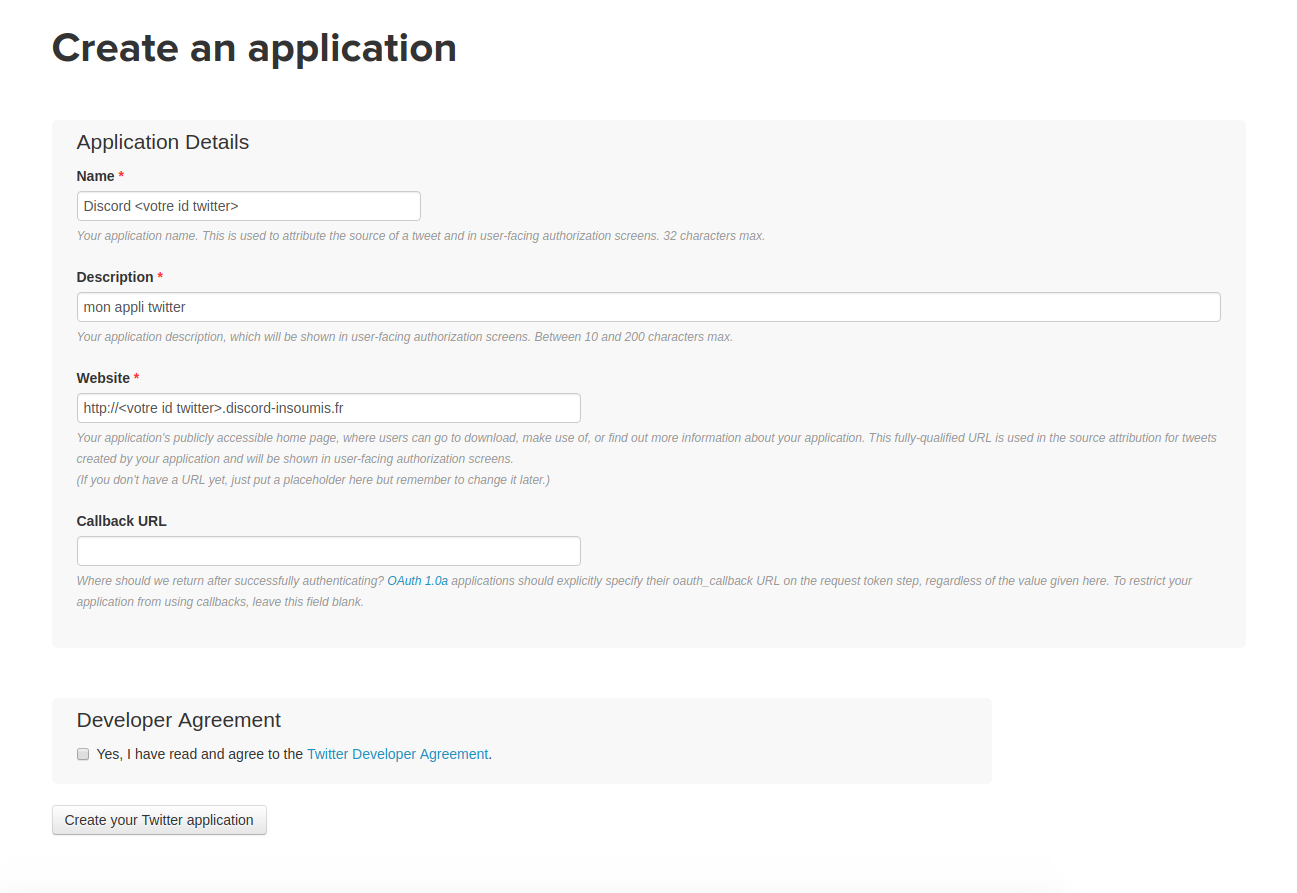 Create an application
Application Details
Name *
Discord <votre id twitter>
Your application name. This is used to attribute the source of a tweet and in user-facing authorization screens. 32 characters max.
Description *
mon appli twitter
Your application description, which will be shown in user-facing authorization screens. Between 10 and 200 characters max.
Website *
http://<votre id twitter>.discord-insoumis.fr
Your application's publicly accessible home page, where users can go to download, make use of, or find out more information about your application. This fully-qualified URL is used in the source attribution for tweets
created by your application and will be shown in user-facing authorization screens.
(If you don't have a URL yet, just put a placeholder here but remember to change it later.)
Callback URL
Where should we return after successfully authenticating? OAuth 1.0a applications should explicitly specify their oauth_callback URL on the request token step, regardless of the value given here. To restrict your
application from using callbacks, leave this field blank.
Developer Agreement
Yes, I have read and agree to the Twitter Developer Agreement.
Create your Twitter application